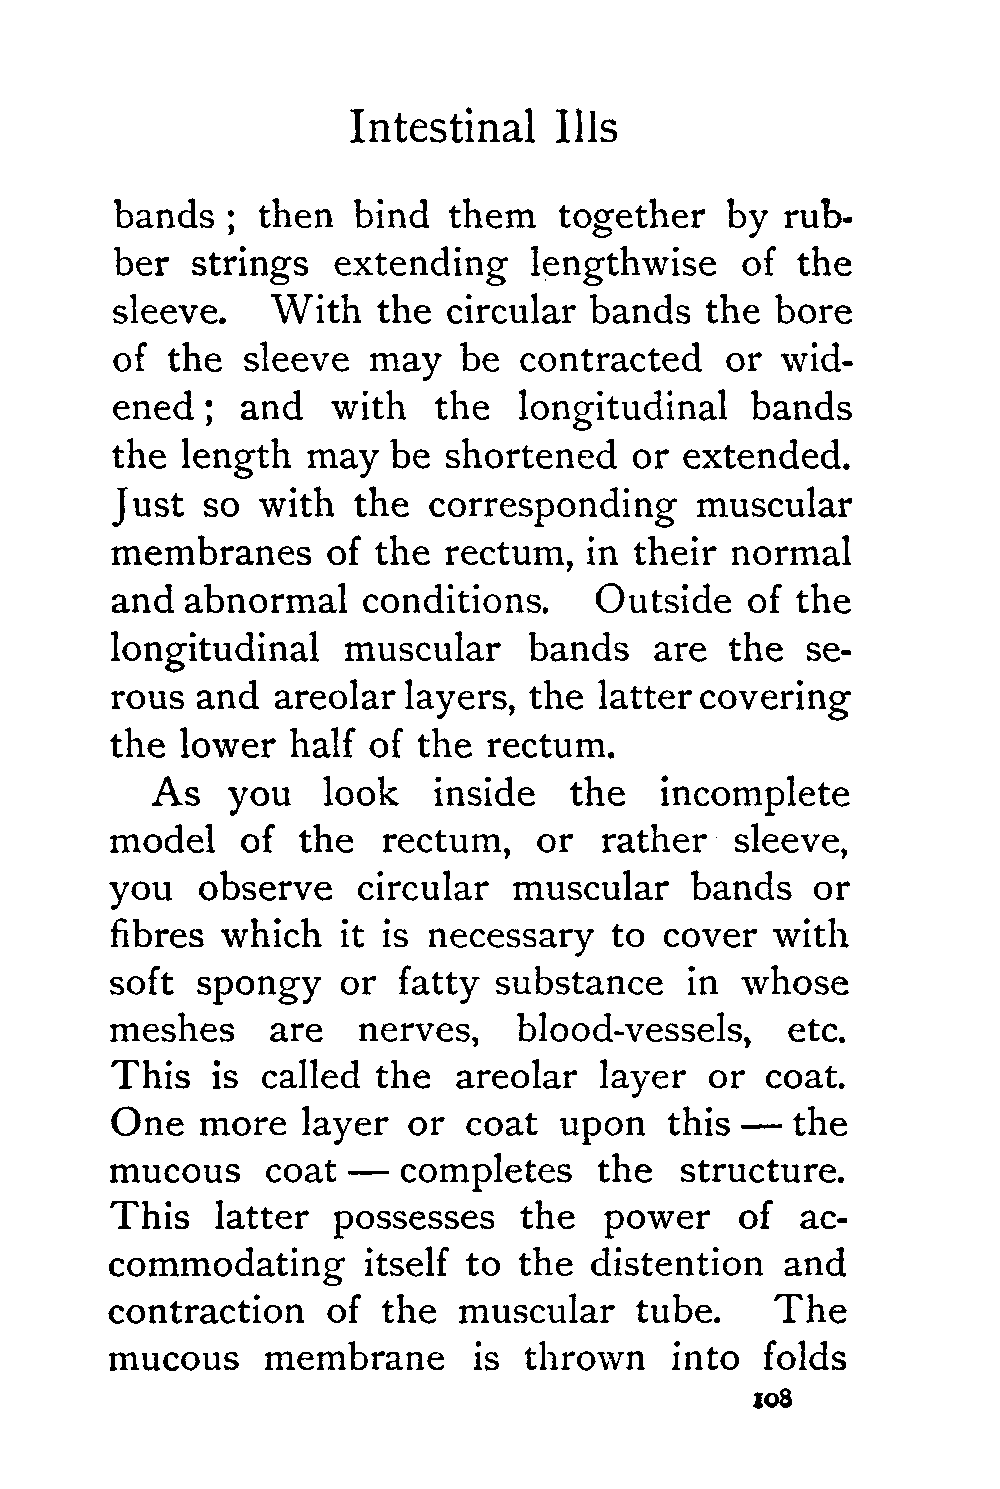 Intestinal Ills
bands ; then bind them together by rub-
ber strings extending lengthwise of the
sleeve. With the circular bands the bore
of the sleeve may be contracted or wid-
ened ; and with the longitudinal bands
the length may be shortened or extended.
Just so with the corresponding muscular
membranes of the rectum, in their normal
and abnormal conditions. Outside of the
longitudinal muscular bands are the se-
rous and areolar layers, the latter covering
the lower half of the rectum.
As you look inside the incomplete
model of the rectum, or rather sleeve,
you observe circular muscular bands or
fibres which it is necessary to cover with
soft spongy or fatty substance in whose
meshes are nerves, blood-vessels, etc.
This is called the areolar layer or coat.
One more layer or coat upon this — the
mucous coat — completes the structure.
This latter possesses the power of ac-
commodating itself to the distention and
contraction of the muscular tube. The
mucous membrane is thrown into folds
108